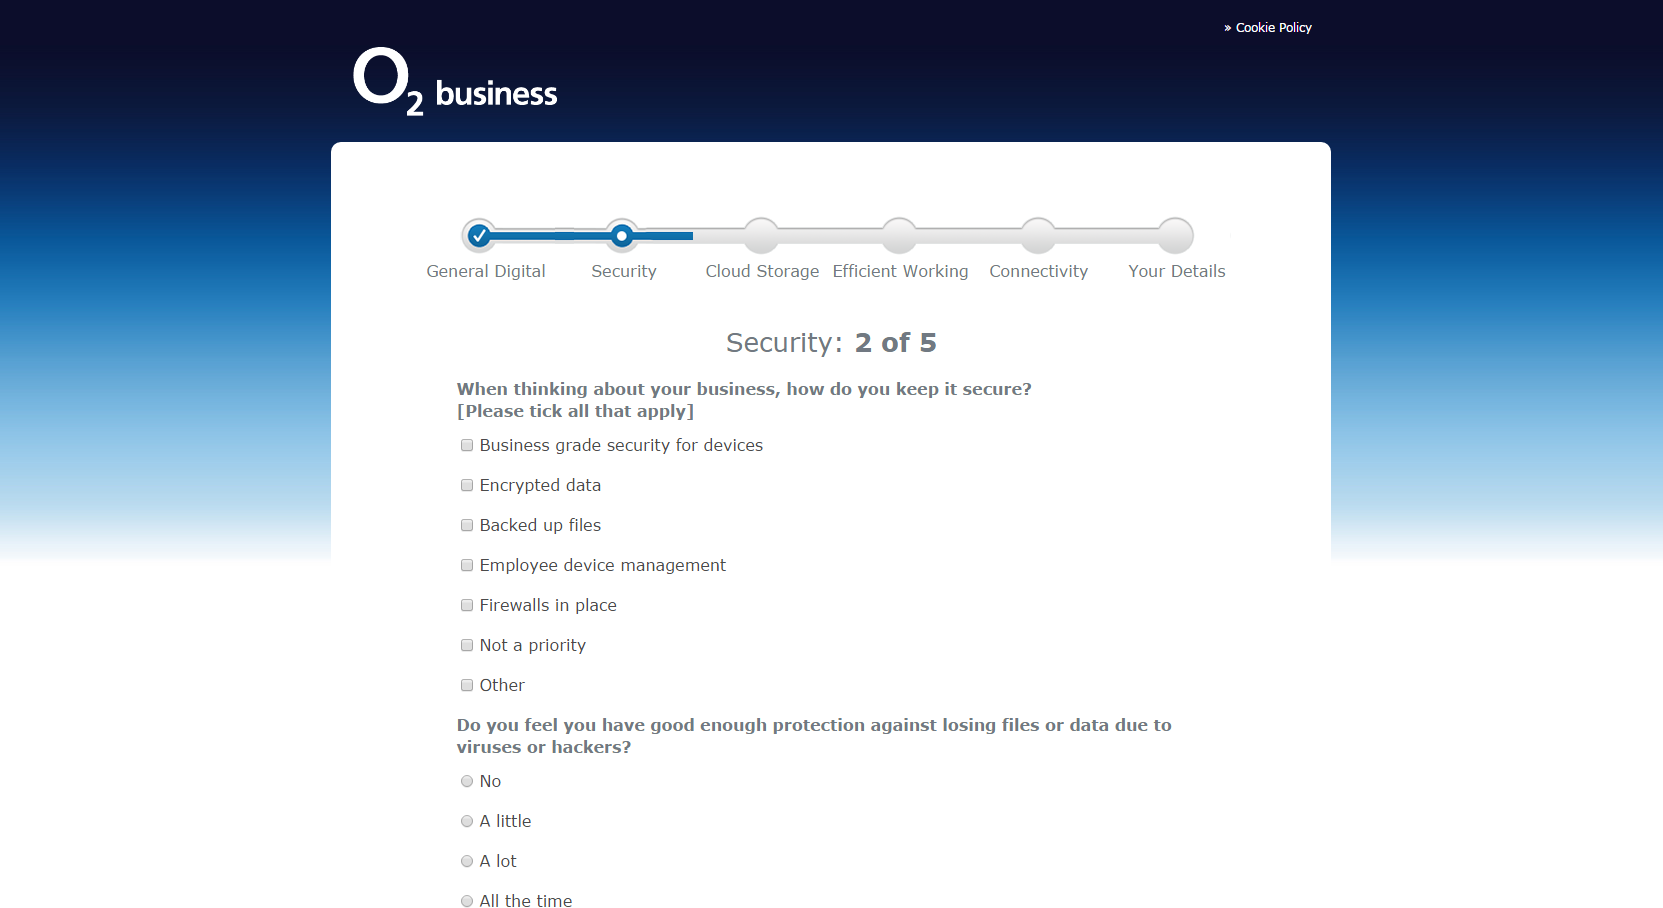 » Cookie Policy
O2 business
General Digital Security Cloud Storage Efficient Working Connectivity Your Details
Security: 2 of 5
When thinking about your business, how do you keep it secure?
[Please tick all that apply]
Business grade security for devices
Encrypted data
Backed up files
Employee device management
Firewalls in place
Not a priority
Other
Do you feel you have good enough protection against losing files or data due to
viruses or hackers?
No
A little
A lot
All the time